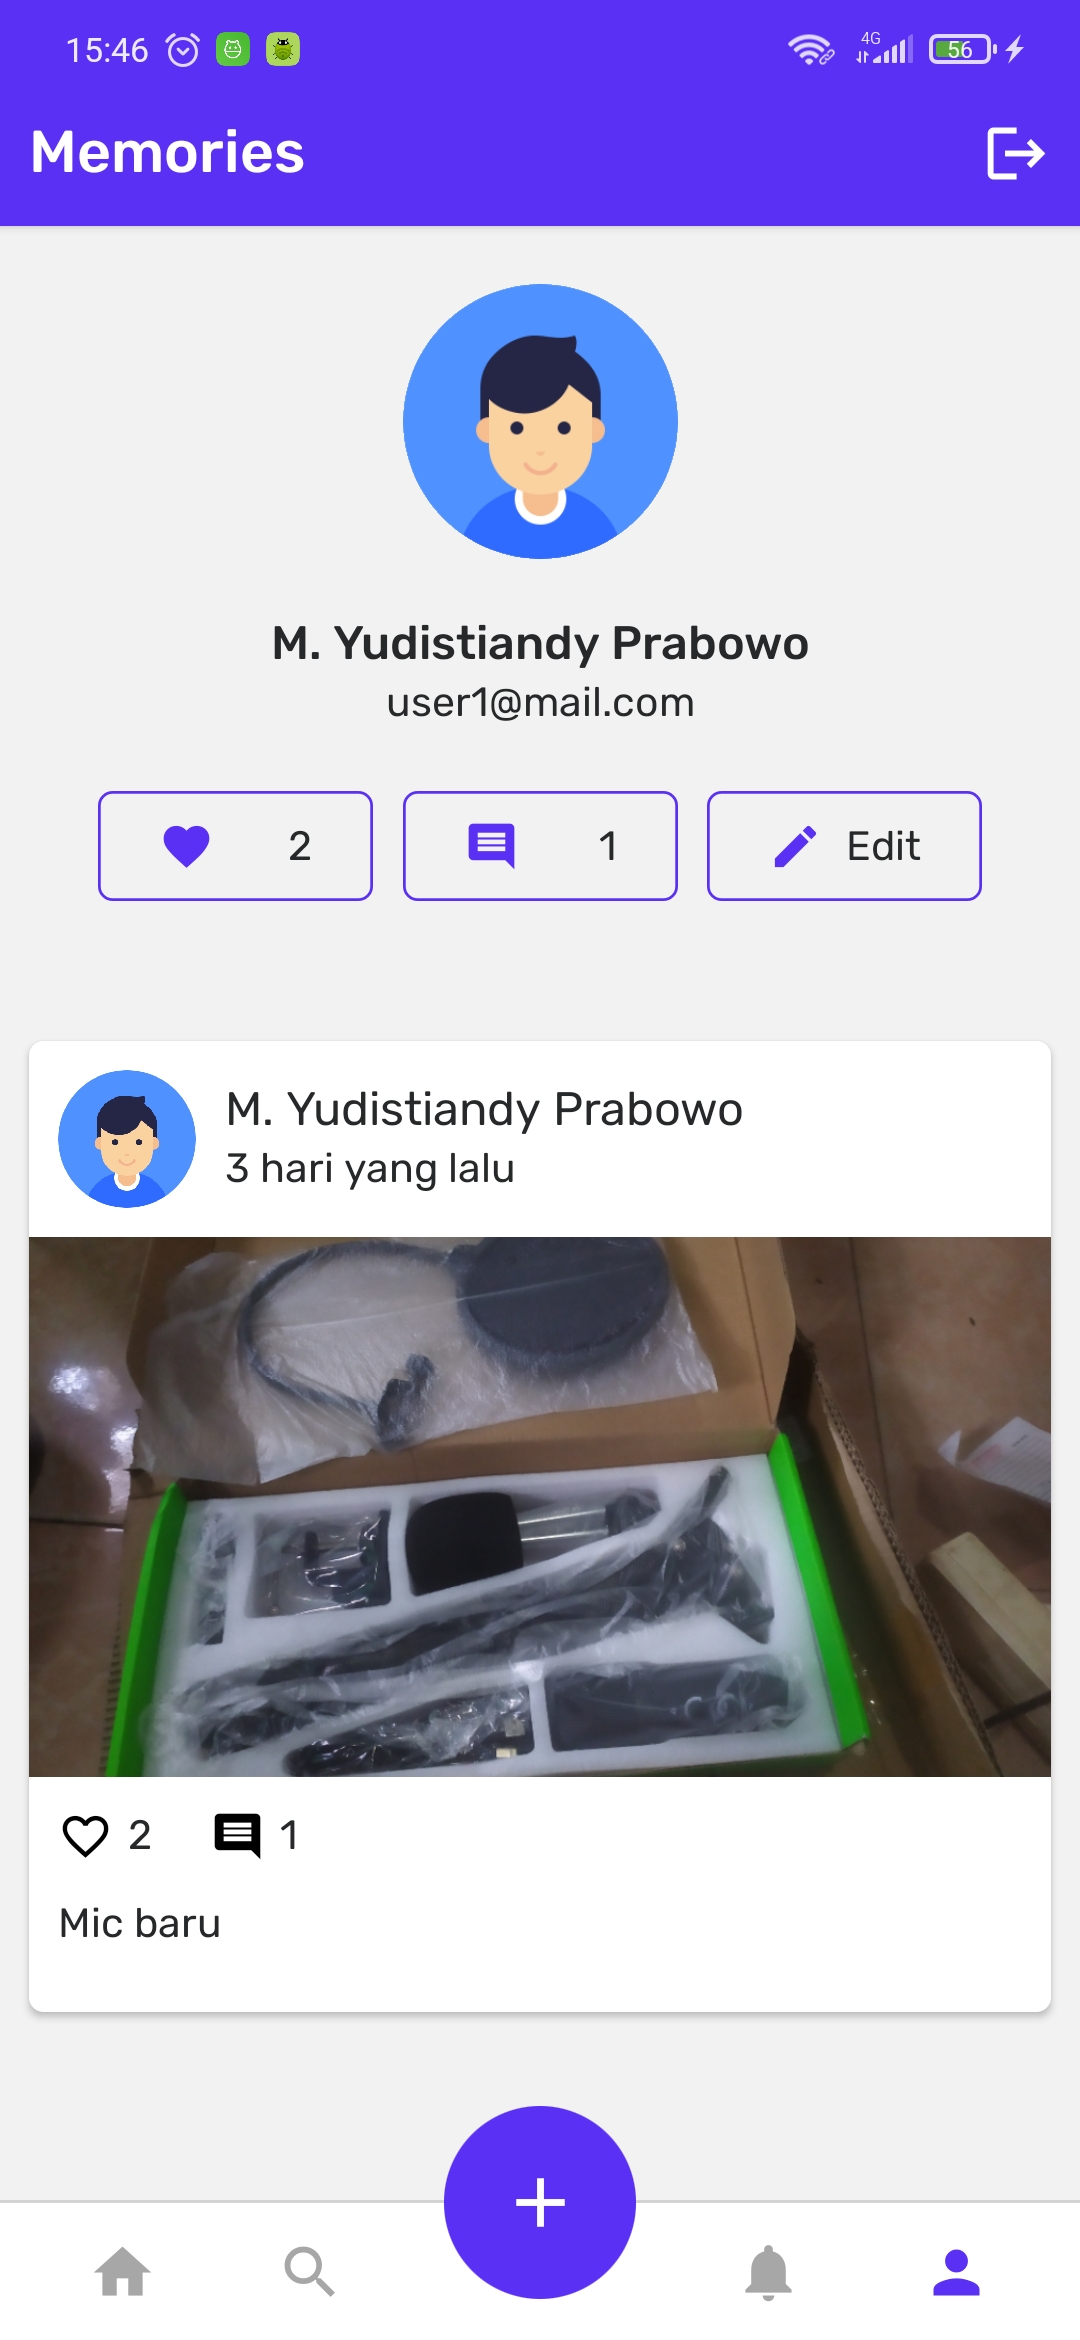 15:46
4G
56
Memories
M. Yudistiandy Prabowo
user1@mail.com
2
1
Edit
M. Yudistiandy Prabowo
3 hari yang lalu
2
1
Mic baru